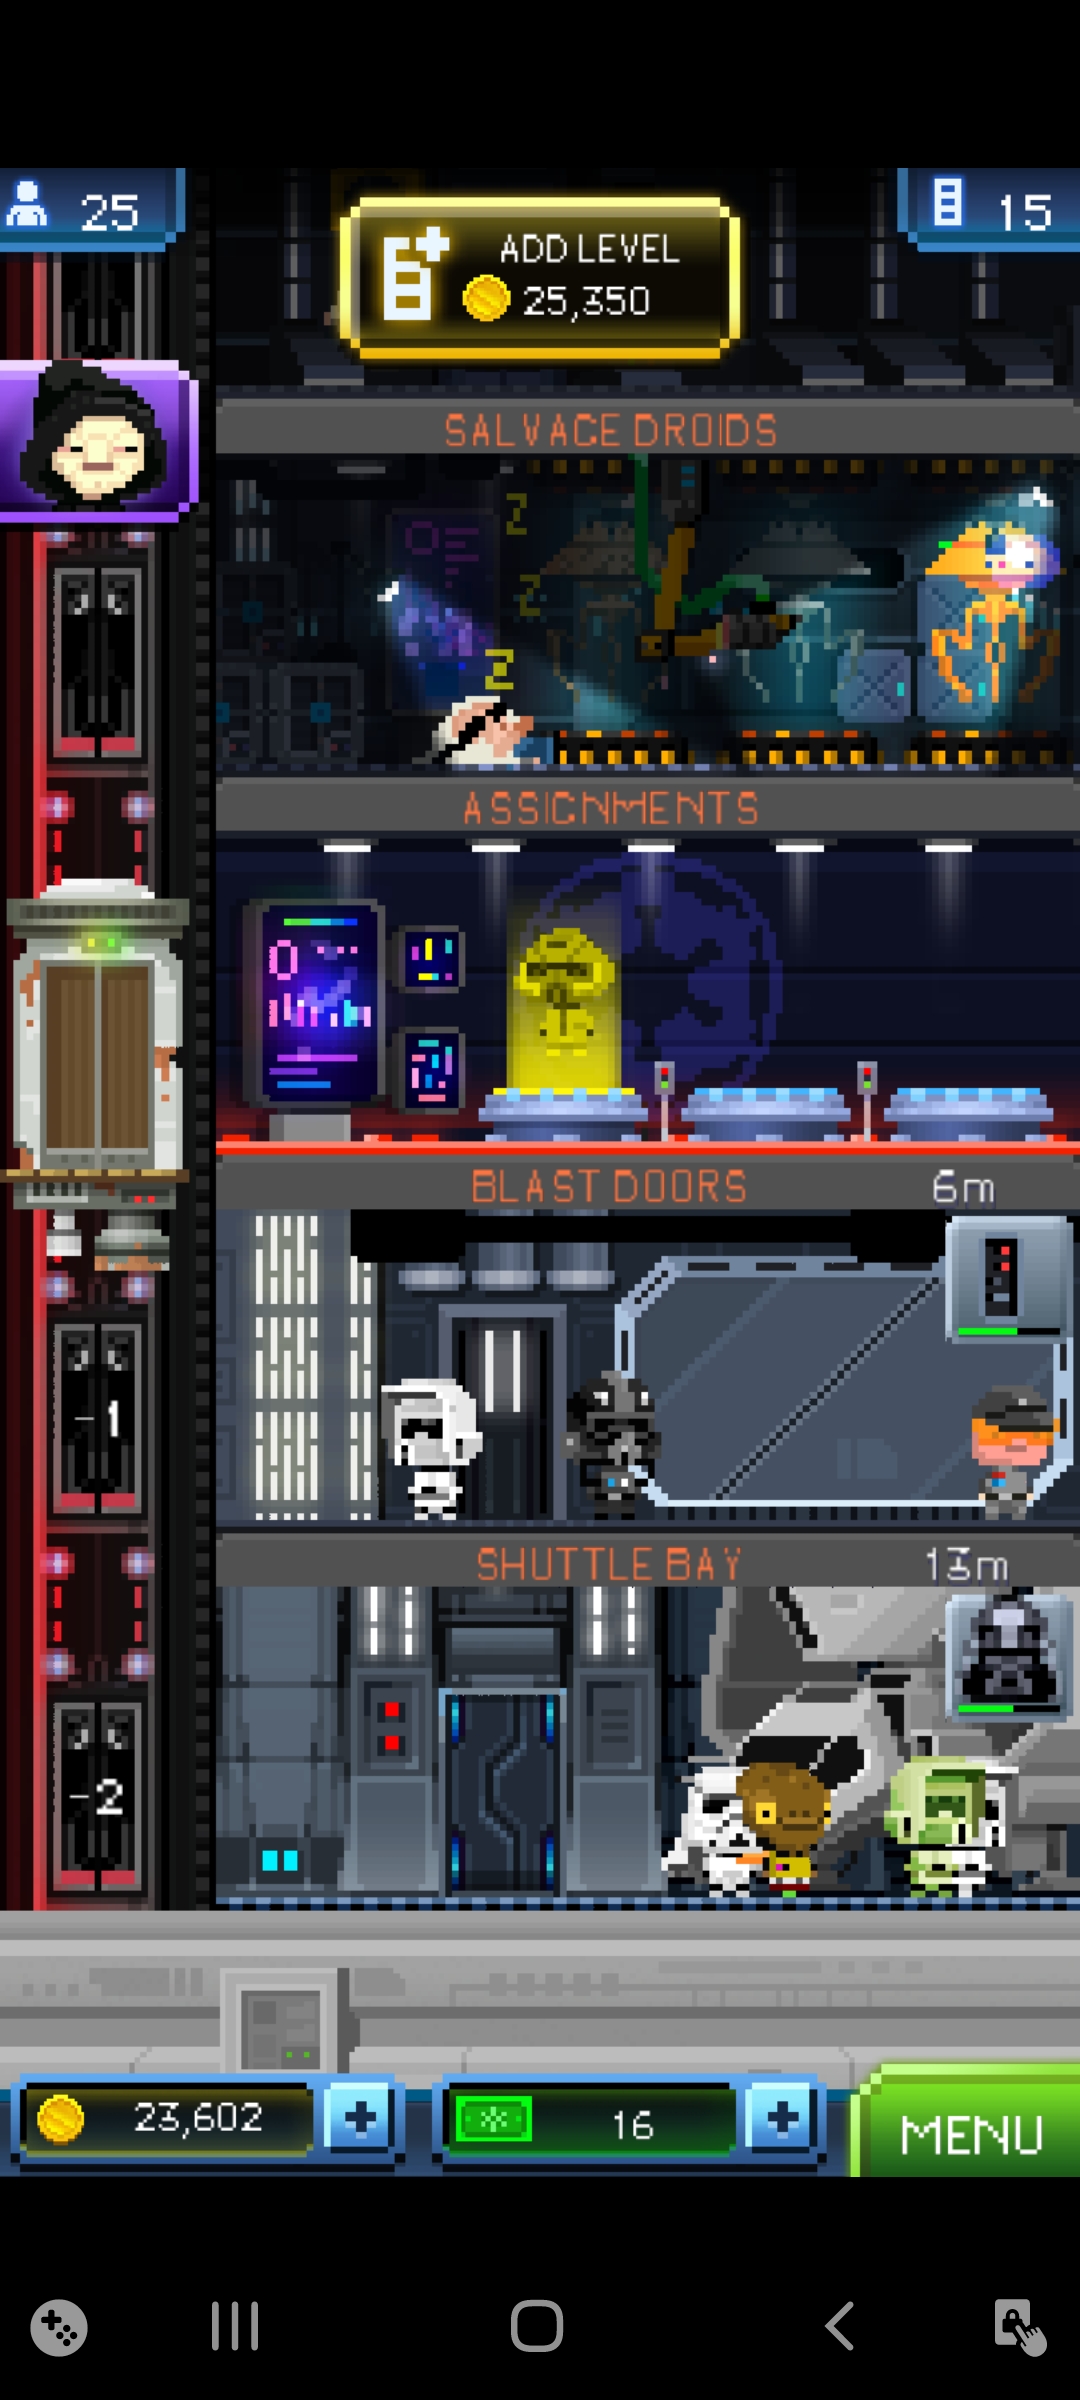 25
ADD LEVEL
25,350
15
SALVAGE DROIDS
Z
Z
Z
ASSIGNMENTS
BLAST DOORS 6m
-1
SHUTTLE BAY 13m
-2
23,602
16
MENU